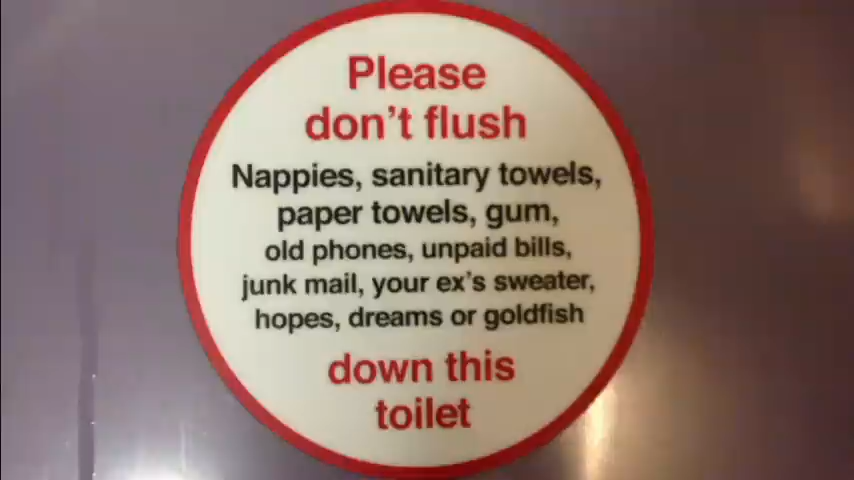 Please
don't flush
Nappies, sanitary towels,
paper towels, gum,
old phones, unpaid bills,
junk mail, your ex's sweater,
hopes, dreams or goldfish
down this
toilet